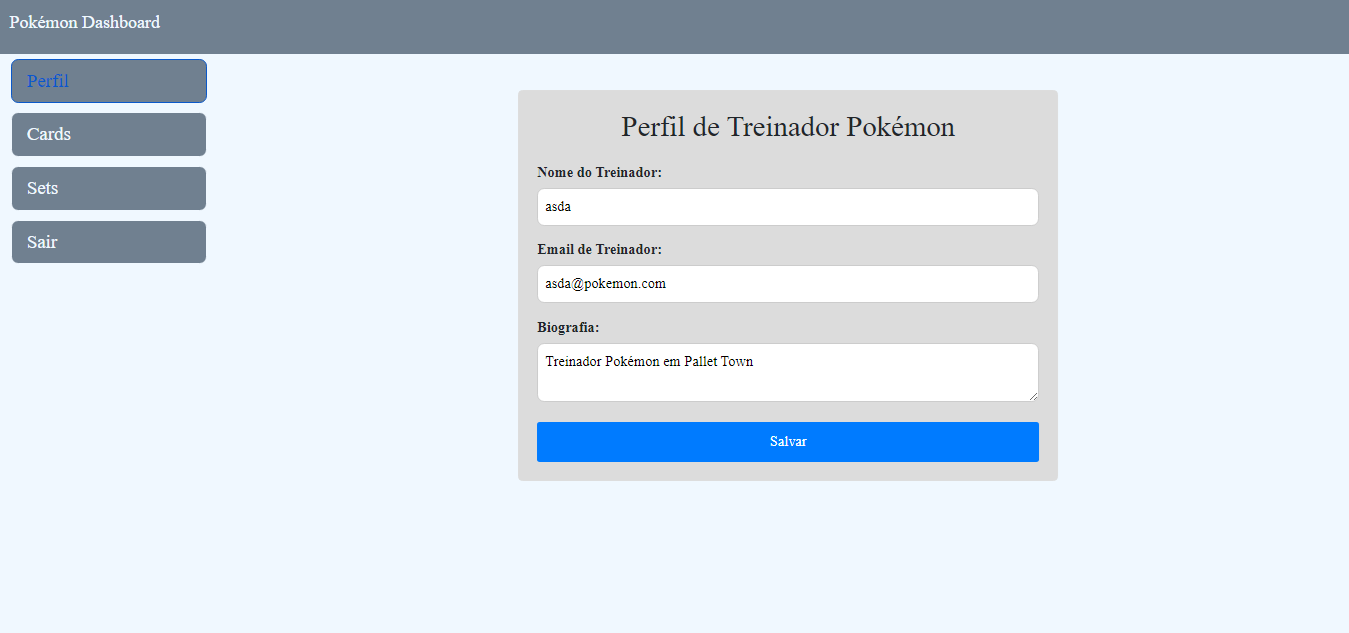 Pokémon Dashboard
Perfil
Cards
Sets
Sair
Perfil de Treinador Pokémon
Nome do Treinador:
asda
Email de Treinador:
asda@pokemon.com
Biografia:
Treinador Pokémon em Pallet Town
Salvar